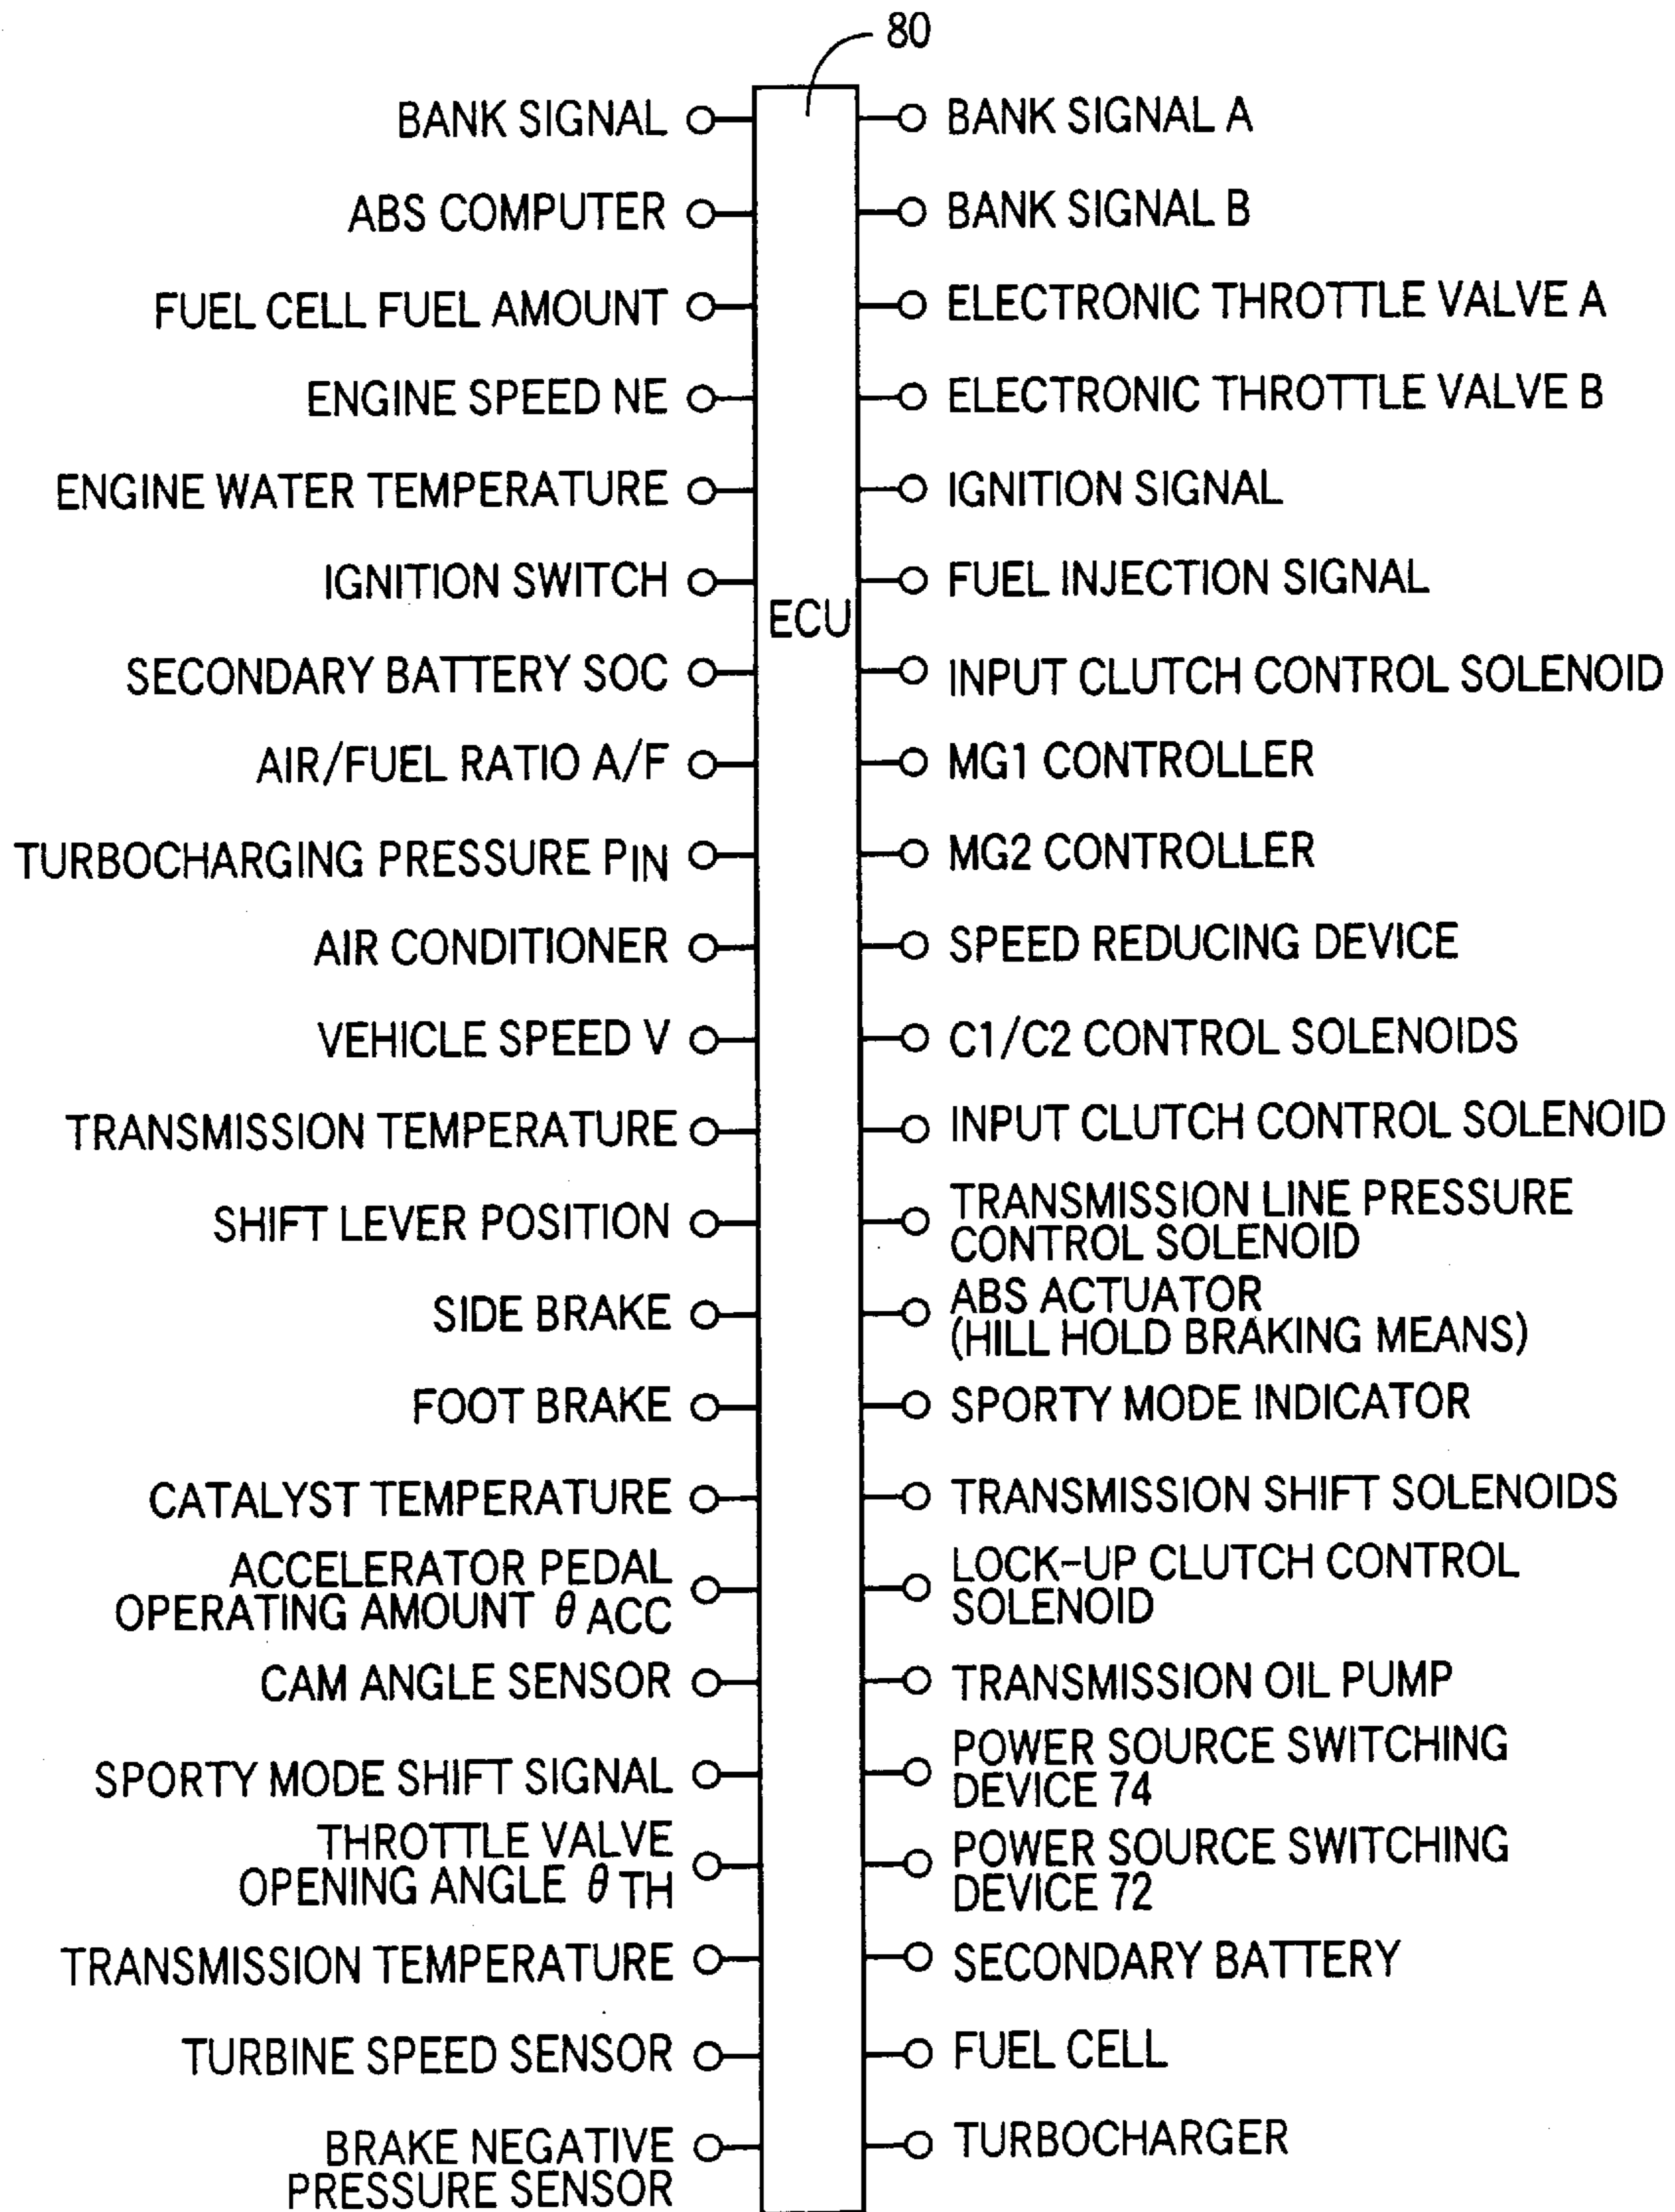 80
BANK SIGNAL
ABS COMPUTER
FUEL CELL FUEL AMOUNT
ENGINE SPEED NE
ENGINE WATER TEMPERATURE
IGNITION SWITCH
SECONDARY BATTERY SOC
AIR/FUEL RATIO A/F
TURBOCHARGING PRESSURE PIN
AIR CONDITIONER
VEHICLE SPEED V
TRANSMISSION TEMPERATURE
SHIFT LEVER POSITION
SIDE BRAKE
FOOT BRAKE
CATALYST TEMPERATURE
ACCELERATOR PEDAL
OPERATING AMOUNT θ ACC
CAM ANGLE SENSOR
SPORTY MODE SHIFT SIGNAL
THROTTLE VALVE
OPENING ANGLE θ TH
TRANSMISSION TEMPERATURE
TURBINE SPEED SENSOR
BRAKE NEGATIVE
PRESSURE SENSOR
ECU
BANK SIGNAL A
BANK SIGNAL B
ELECTRONIC THROTTLE VALVE A
ELECTRONIC THROTTLE VALVE B
IGNITION SIGNAL
FUEL INJECTION SIGNAL
INPUT CLUTCH CONTROL SOLENOID
MG1 CONTROLLER
MG2 CONTROLLER
SPEED REDUCING DEVICE
C1/C2 CONTROL SOLENOIDS
INPUT CLUTCH CONTROL SOLENOID
TRANSMISSION LINE PRESSURE
CONTROL SOLENOID
ABS ACTUATOR
(HILL HOLD BRAKING MEANS)
SPORTY MODE INDICATOR
TRANSMISSION SHIFT SOLENOIDS
LOCK-UP CLUTCH CONTROL
SOLENOID
TRANSMISSION OIL PUMP
POWER SOURCE SWITCHING
DEVICE 74
POWER SOURCE SWITCHING
DEVICE 72
SECONDARY BATTERY
FUEL CELL
TURBOCHARGER